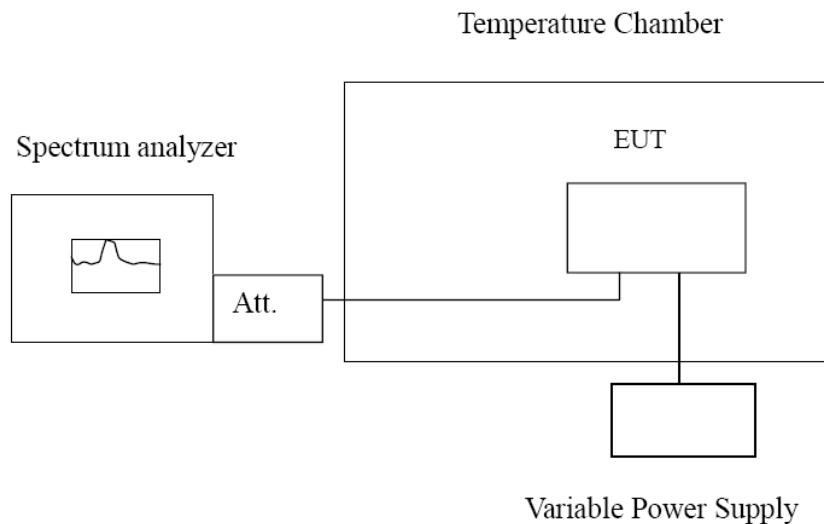 Temperature Chamber
Spectrum analyzer
EUT
Att.
Variable Power Supply